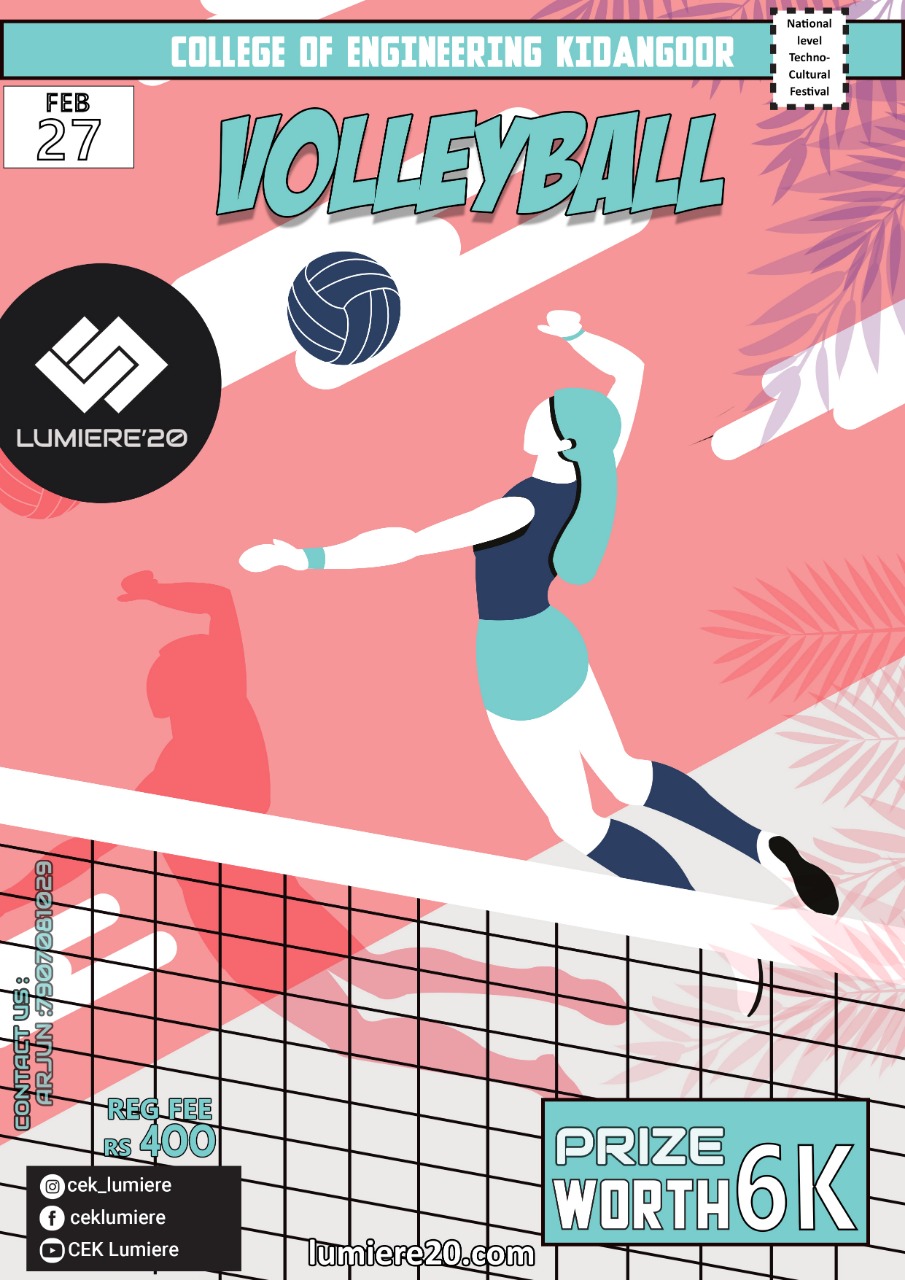 COLLEGE OF ENGINEERING KIDANGOOR
National
level
Techno-
Cultural
Festival
FEB
27
VOLLEYBALL
LUMIERE'20
CONTACT US :
ARJUN :7307081029
REG FEE
RS 400
cek_lumiere
ceklumiere
CEK Lumiere
PRIZE
WORTH 6K
lumiere20.com